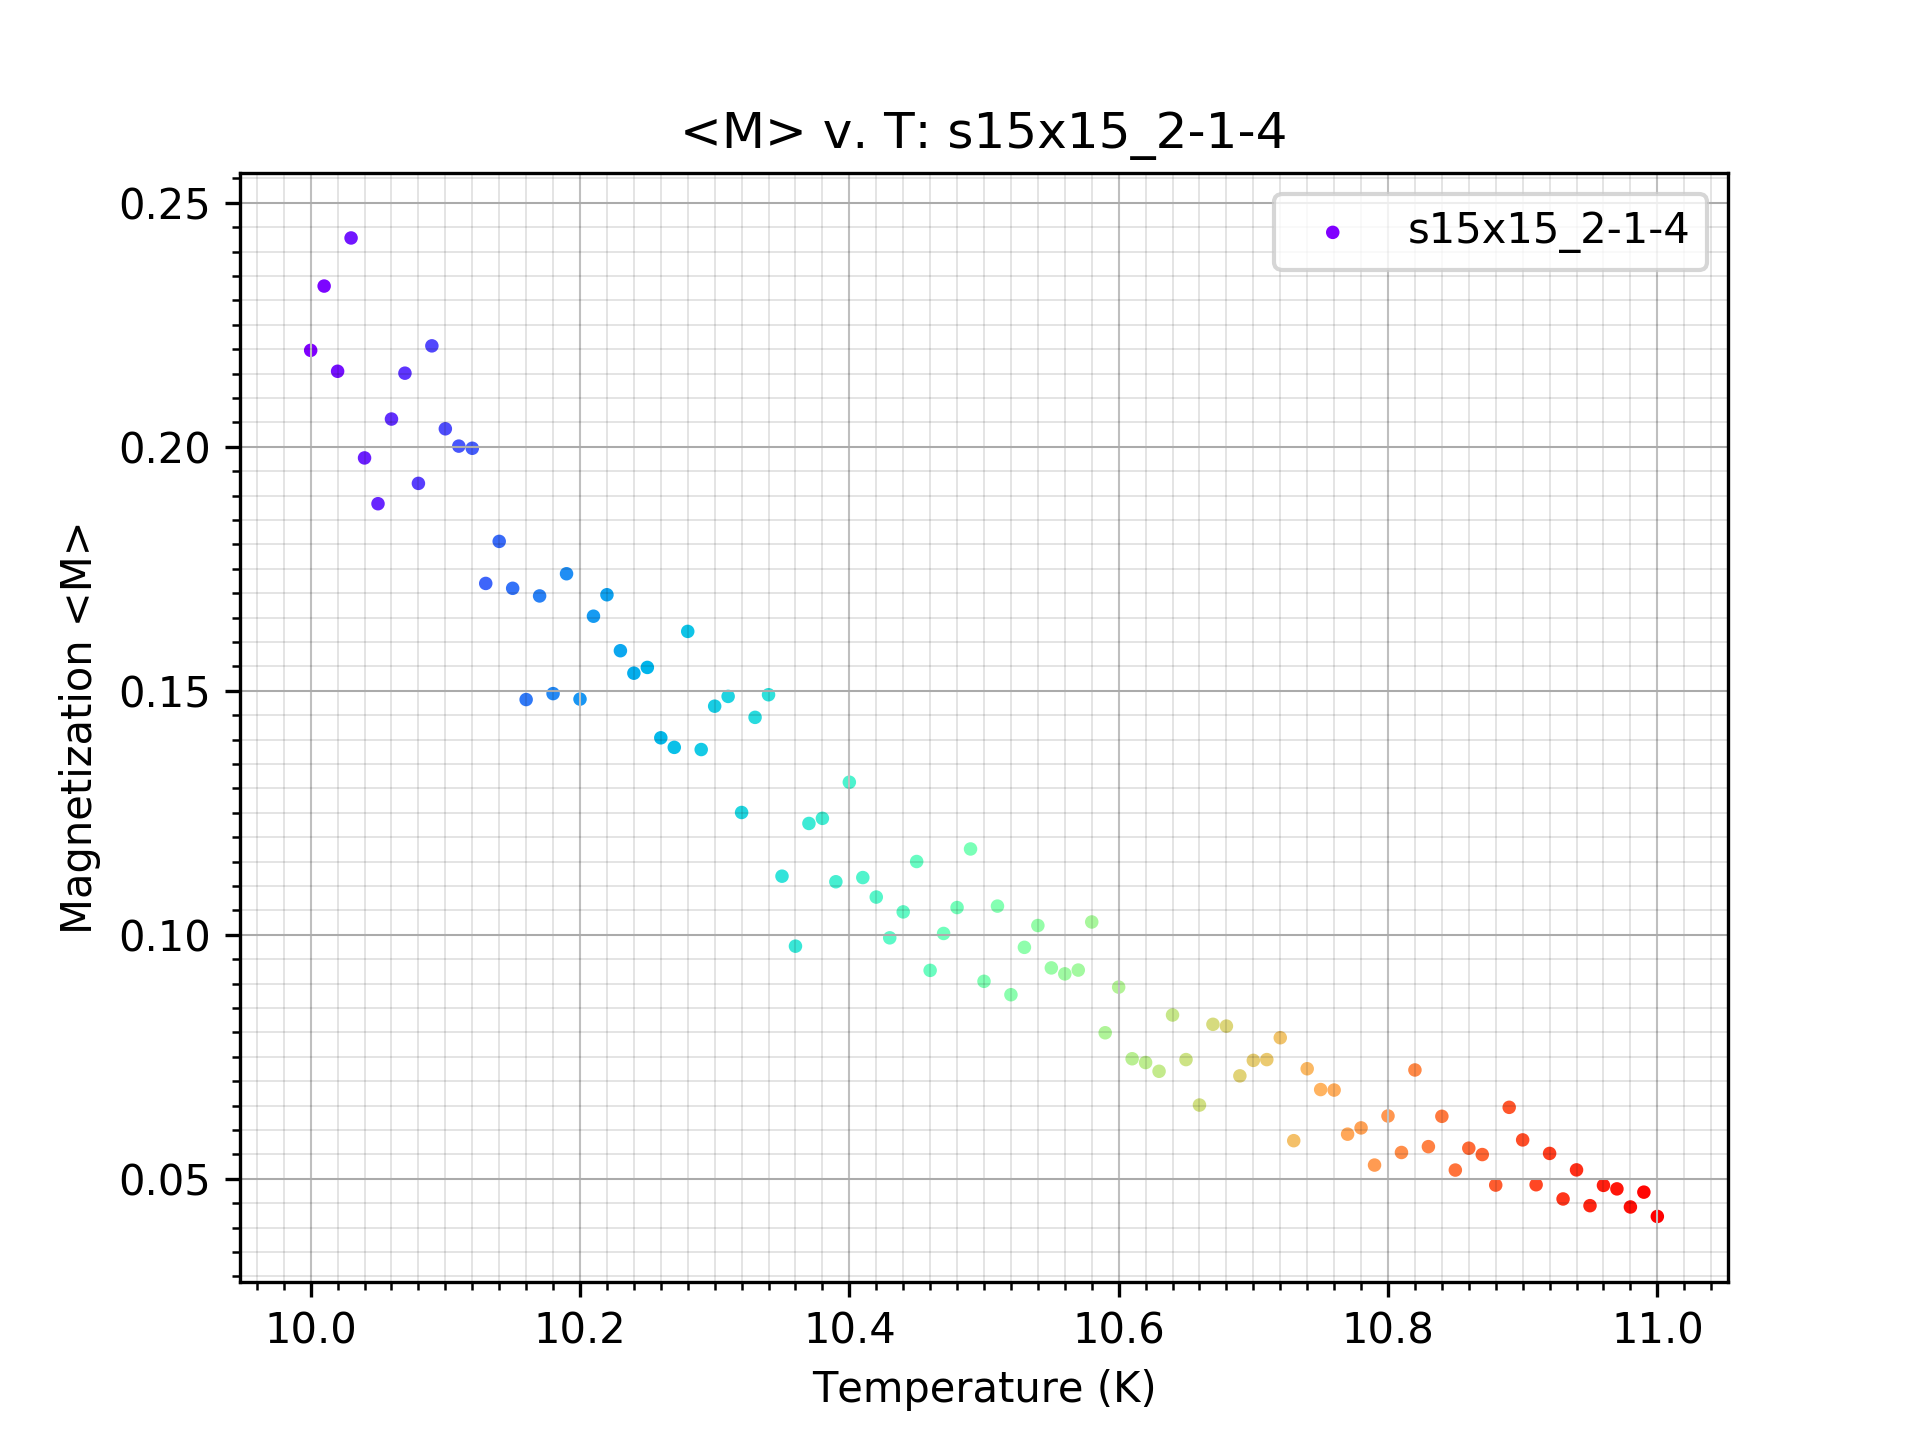 <M> v. T: s15x15_2-1-4
s15x15_2-1-4
0.25
0.20
0.15
0.10
0.05
Magnetization <M>
10.0 10.2 10.4 10.6 10.8 11.0
Temperature (K)